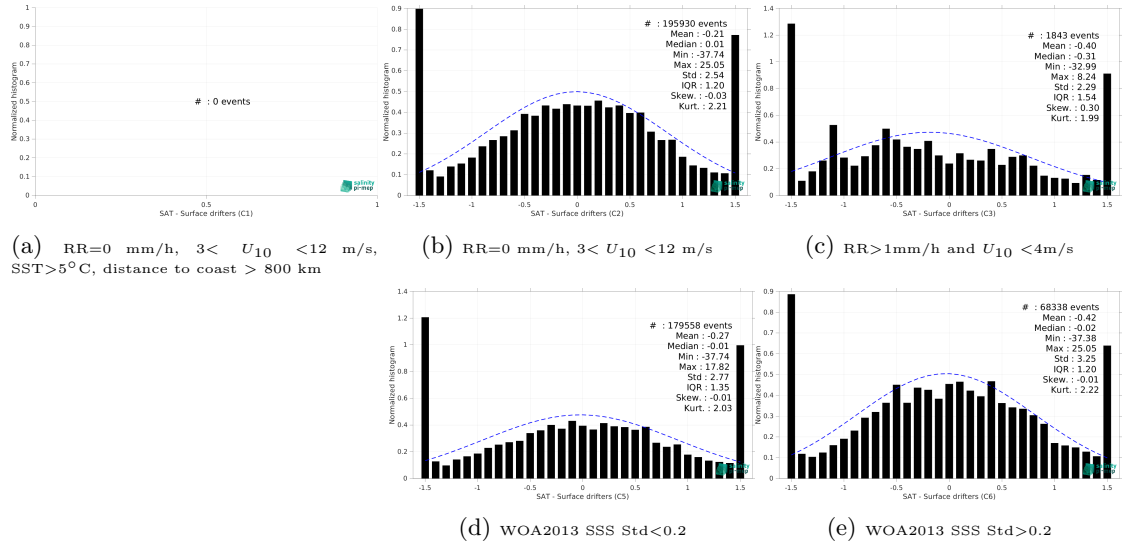 1
0.9
0.8
0.7
0.6
0.5
0.4
0.3
0.2
0.1
0
Normalized histogram
# : 0 events
salinity
pi-mep
0 0.5 1
SAT - Surface drifters (C1)
(a) RR=0 mm/h, 3< U10 <12 m/s,
SST>5°C, distance to coast > 800 km
0.9
0.8
0.7
0.6
0.5
0.4
0.3
0.2
0.1
0
Normalized histogram
# : 195930 events
Mean : -0.21
Median : 0.01
Min : -37.74
Max : 25.05
Std : 2.54
IQR : 1.20
Skew. : -0.03
Kurt. : 2.21
salinity
pi-mep
-1.5 -1 -0.5 0 0.5 1 1.5
SAT - Surface drifters (C2)
(b) RR=0 mm/h, 3< U10 <12 m/s
1.4
1.2
1
0.8
0.6
0.4
0.2
0
Normalized histogram
# : 1843 events
Mean : -0.40
Median : -0.31
Min : -32.99
Max : 8.24
Std : 2.29
IQR : 1.54
Skew. : 0.30
Kurt. : 1.99
salinity
pi-mep
-1.5 -1 -0.5 0 0.5 1 1.5
SAT - Surface drifters (C3)
(c) RR>1mm/h and U10 <4m/s
1.4
1.2
1
0.8
0.6
0.4
0.2
0
Normalized histogram
# : 179558 events
Mean : -0.27
Median : -0.01
Min : -37.74
Max : 17.82
Std : 2.77
IQR : 1.35
Skew. : -0.01
Kurt. : 2.03
salinity
pi-mep
-1.5 -1 -0.5 0 0.5 1 1.5
SAT - Surface drifters (C5)
(d) WOA2013 SSS Std<0.2
0.9
0.8
0.7
0.6
0.5
0.4
0.3
0.2
0.1
0
Normalized histogram
# : 68338 events
Mean : -0.42
Median : -0.02
Min : -37.38
Max : 25.05
Std : 3.25
IQR : 1.20
Skew. : -0.01
Kurt. : 2.22
salinity
pi-mep
-1.5 -1 -0.5 0 0.5 1 1.5
SAT - Surface drifters (C6)
(e) WOA2013 SSS Std>0.2